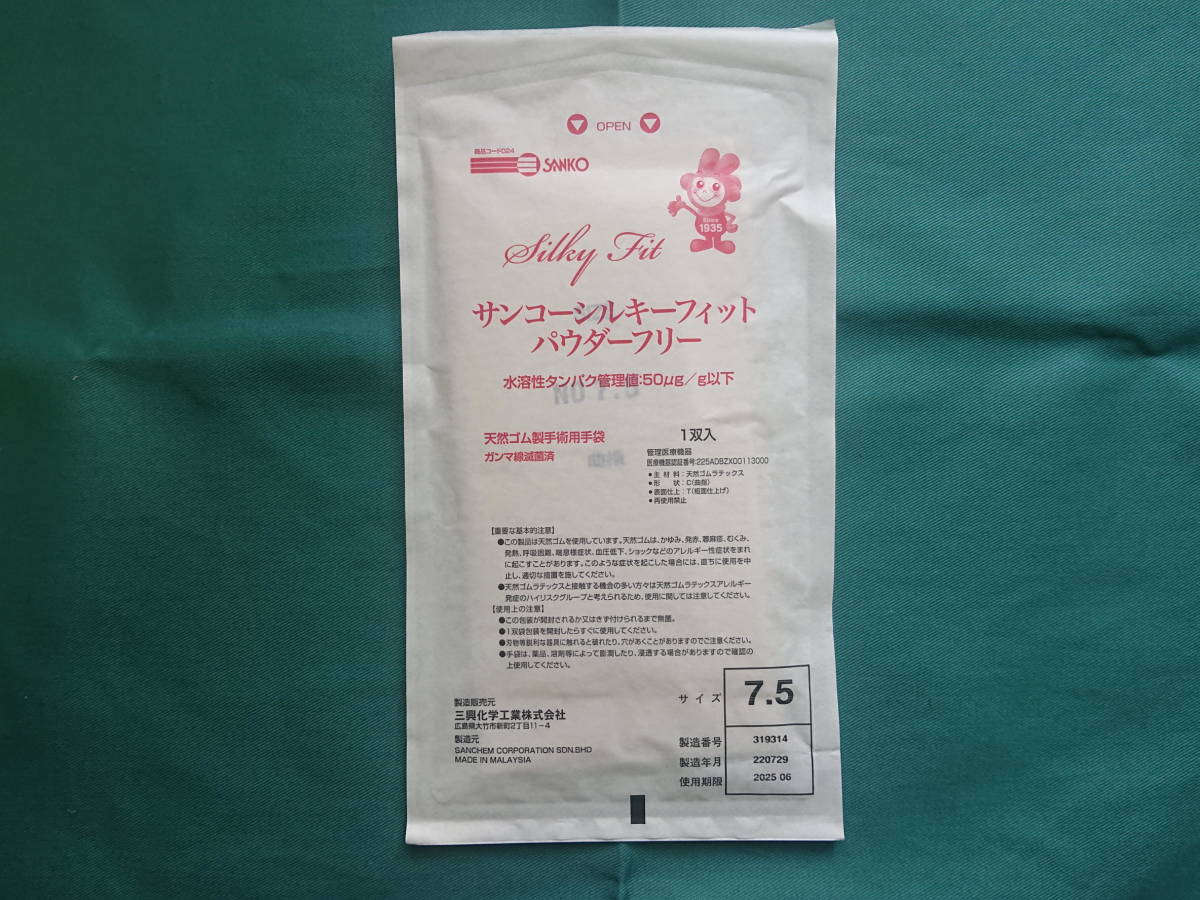 OPEN
商品コード024
SANKO
Since
1935
Silky Fit
サンコーシルキーフィット
パウダーフリー
水溶性タンパク管理値:50μg/g以下
天然ゴム製手術用手袋
1双入
ガンマ線滅菌済
管理医療機器
医療機器認証番号:225ADBZX00113000
●主材料:天然ゴムラテックス
●形状:C(曲指)
●表面仕上:T(粗面仕上げ)
●再使用禁止
【重要な基本的注意】
●この製品は天然ゴムを使用しています。天然ゴムは、かゆみ、発赤、蕁麻疹、むくみ、
発熱、呼吸困難、喘息様症状、血圧低下、ショックなどのアレルギー性症状をまれ
に起こすことがあります。このような症状を起こした場合には、直ちに使用を中
止し、適切な措置を施してください。
●天然ゴムラテックスと接触する機会の多い方々は天然ゴムラテックスアレルギー
発症のハイリスクグループと考えられるため、使用に関しては注意してください。
【使用上の注意】
●この包装が開封されるか又はきず付けられるまで無菌。
●1双袋包装を開封したらすぐに使用してください。
●刃物等鋭利な器具に触れると破れたり、穴があくことがありますのでご注意ください。
●手袋は、薬品、溶剤等によって膨潤したり、浸透する場合がありますので確認の
上使用してください。
製造販売元
三興化学工業株式会社
広島県大竹市新町2丁目11-4
製造元
SANCHEM CORPORATION SDN.BHD
MADE IN MALAYSIA
サイズ 7.5
製造番号 319314
製造年月 220729
使用期限 2025 06